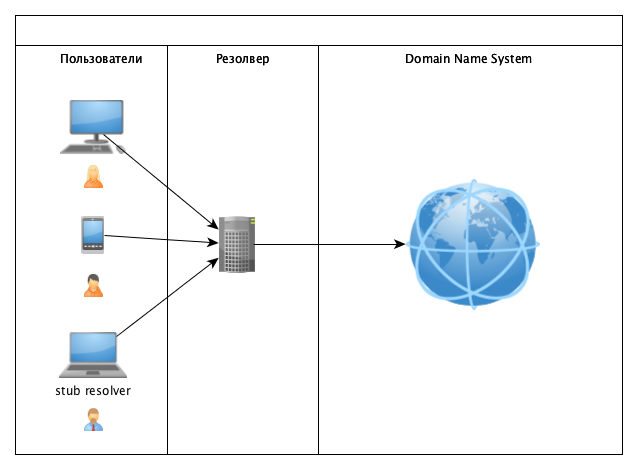 Пользователи
Резолвер
Domain Name System
stub resolver